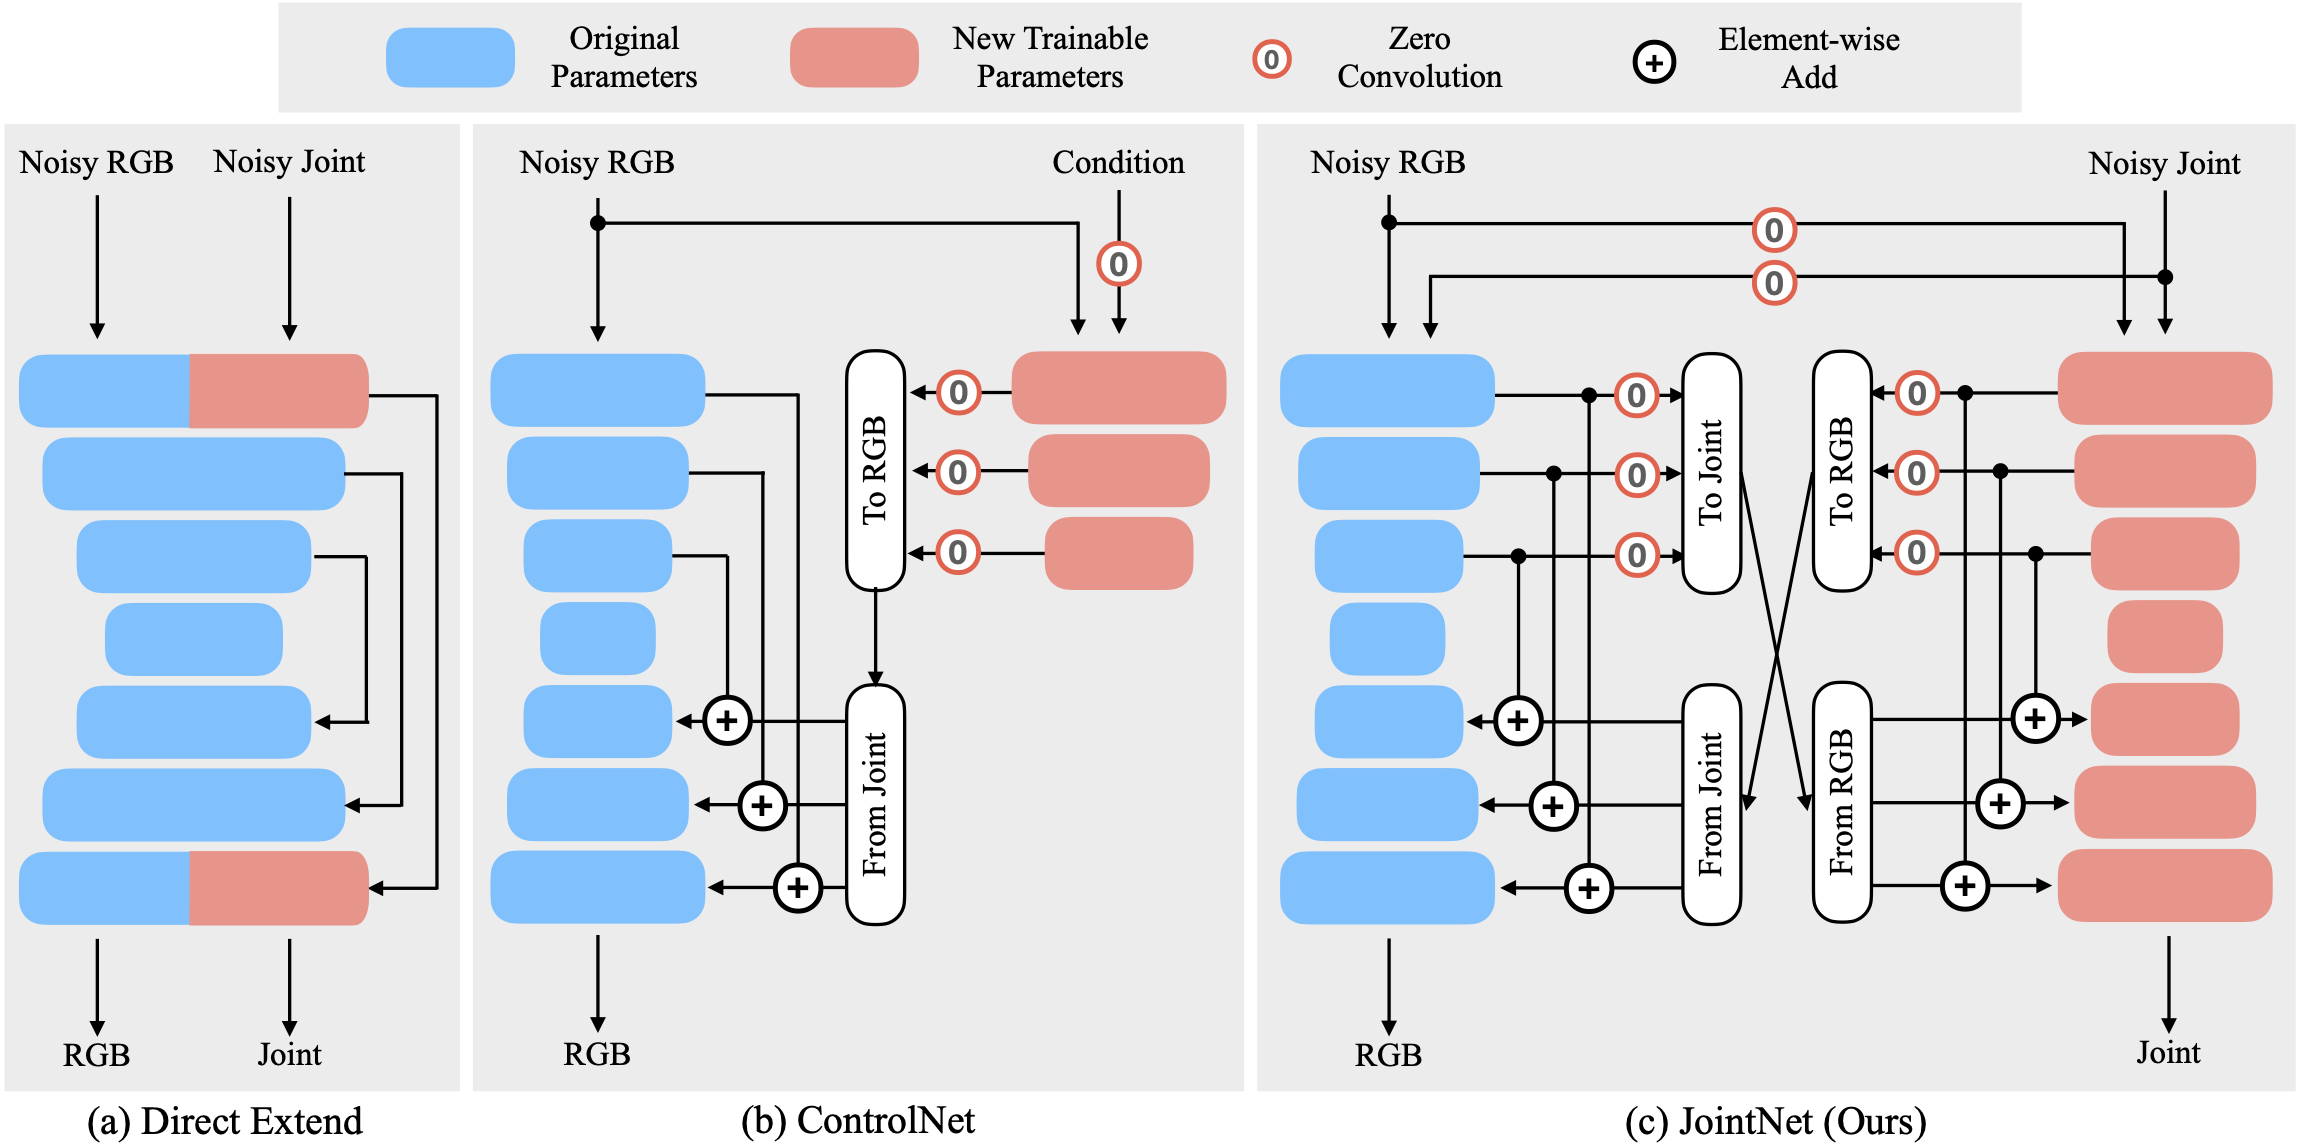 Original
Parameters
New Trainable
Parameters
0
Zero
Convolution
+
Element-wise
Add
Noisy RGB
Noisy Joint
RGB
Joint
(a) Direct Extend
Noisy RGB
Condition
0
To RGB
0
0
0
+
+
+
From Joint
RGB
(b) ControlNet
Noisy RGB
Noisy Joint
0
0
0
0
0
To Joint
To RGB
0
0
0
+
+
+
From Joint
From RGB
+
+
+
RGB
Joint
(c) JointNet (Ours)